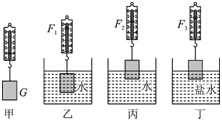 F₁ F₂ F₃
G 水 水 盐水
甲 乙 丙 丁